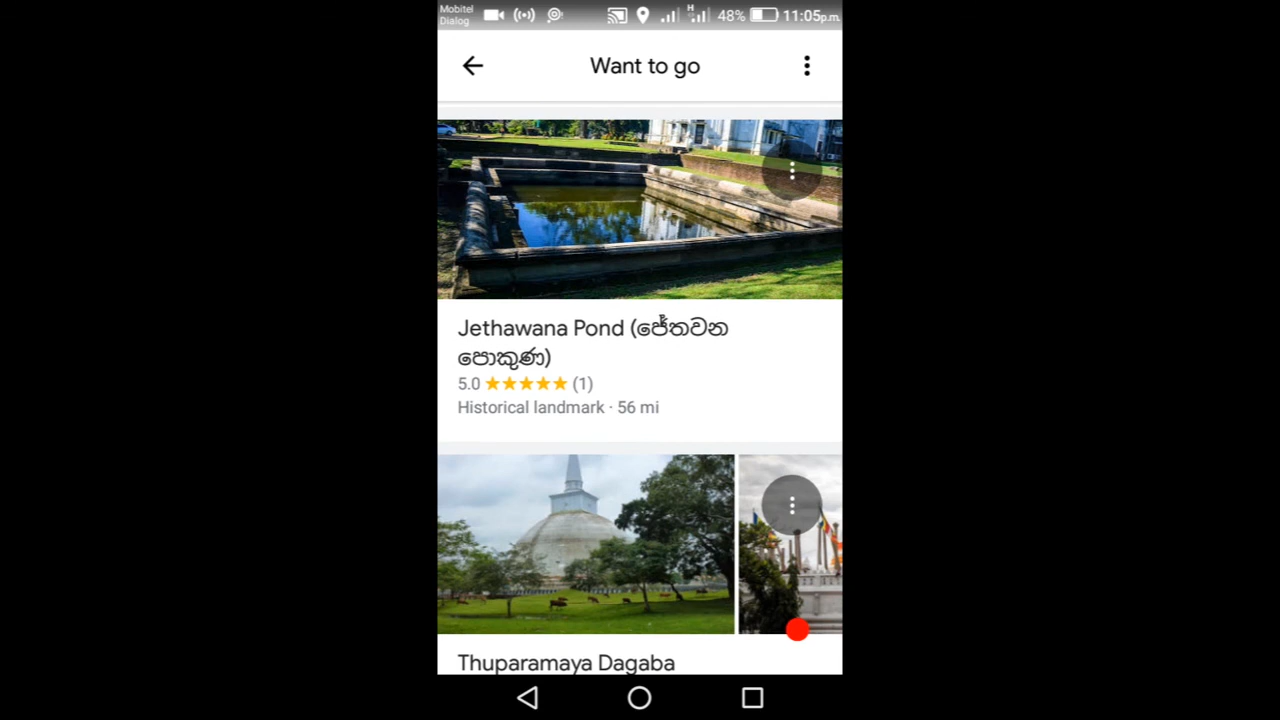 Mobitel
Dialog
H
48%
11:05p.m.
Want to go
Jethawana Pond (ජේතවන
පොකුණ)
5.0 ★★★★★ (1)
Historical landmark · 56 mi
Thuparamaya Dagaba